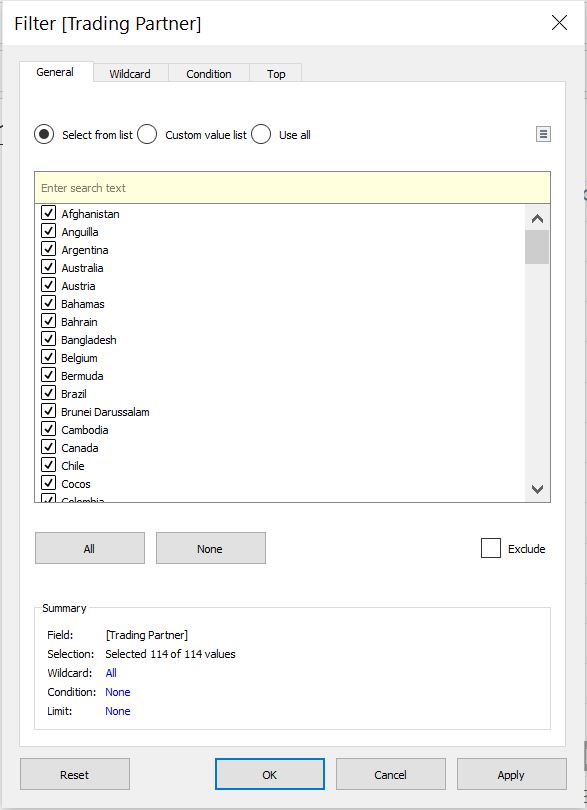 Filter [Trading Partner]
General Wildcard Condition Top
Select from list Custom value list Use all
Enter search text
Afghanistan
Anguilla
Argentina
Australia
Austria
Bahamas
Bahrain
Bangladesh
Belgium
Bermuda
Brazil
Brunei Darussalam
Cambodia
Canada
Chile
Cocos
Colombia
All None Exclude
Summary
Field: [Trading Partner]
Selection: Selected 114 of 114 values
Wildcard: All
Condition: None
Limit: None
Reset OK Cancel Apply